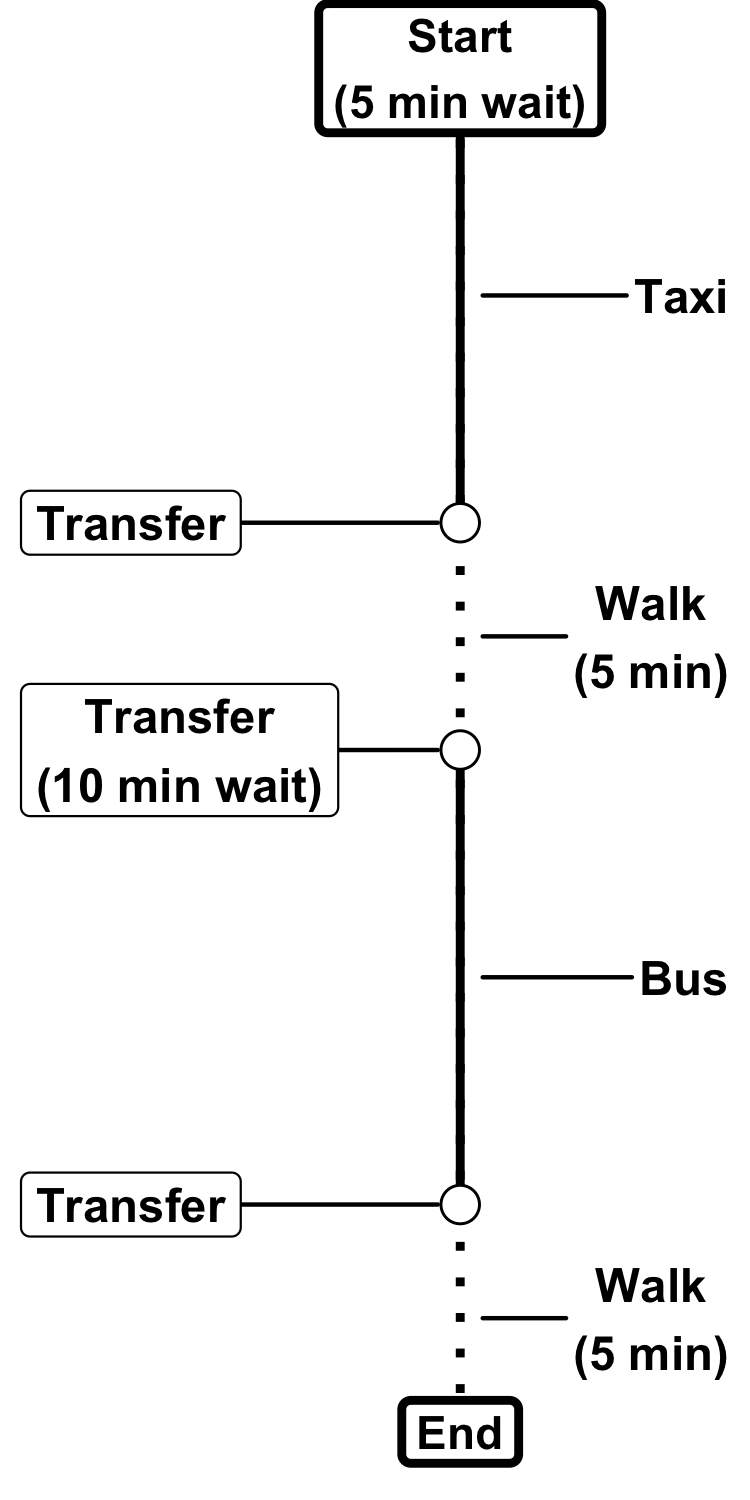 Start
(5 min wait)
Taxi
Transfer
Walk
(5 min)
Transfer
(10 min wait)
Bus
Transfer
Walk
(5 min)
End